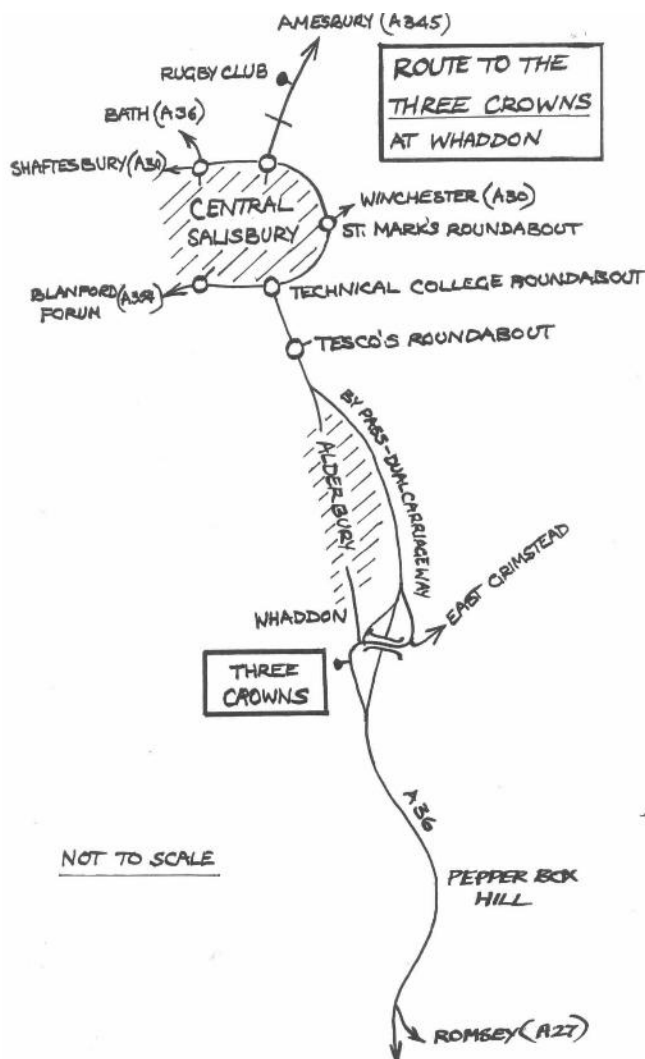 AMESBURY (A345)
RUGBY CLUB
ROUTE TO THE
THREE CROWNS
AT WHADDON
BATH (A36)
SHAFTESBURY (A30)
CENTRAL
SALISBURY
WINCHESTER (A30)
ST. MARK'S ROUNDABOUT
BLANFORD
FORUM (A354)
TECHNICAL COLLEGE ROUNDABOUT
TESCO'S ROUNDABOUT
BY PASS - DUAL CARRIAGEWAY
ALDERBURY
EAST GRIMSTEAD
WHADDON
THREE
CROWNS
A36
NOT TO SCALE
PEPPER BOX
HILL
ROMSEY (A27)